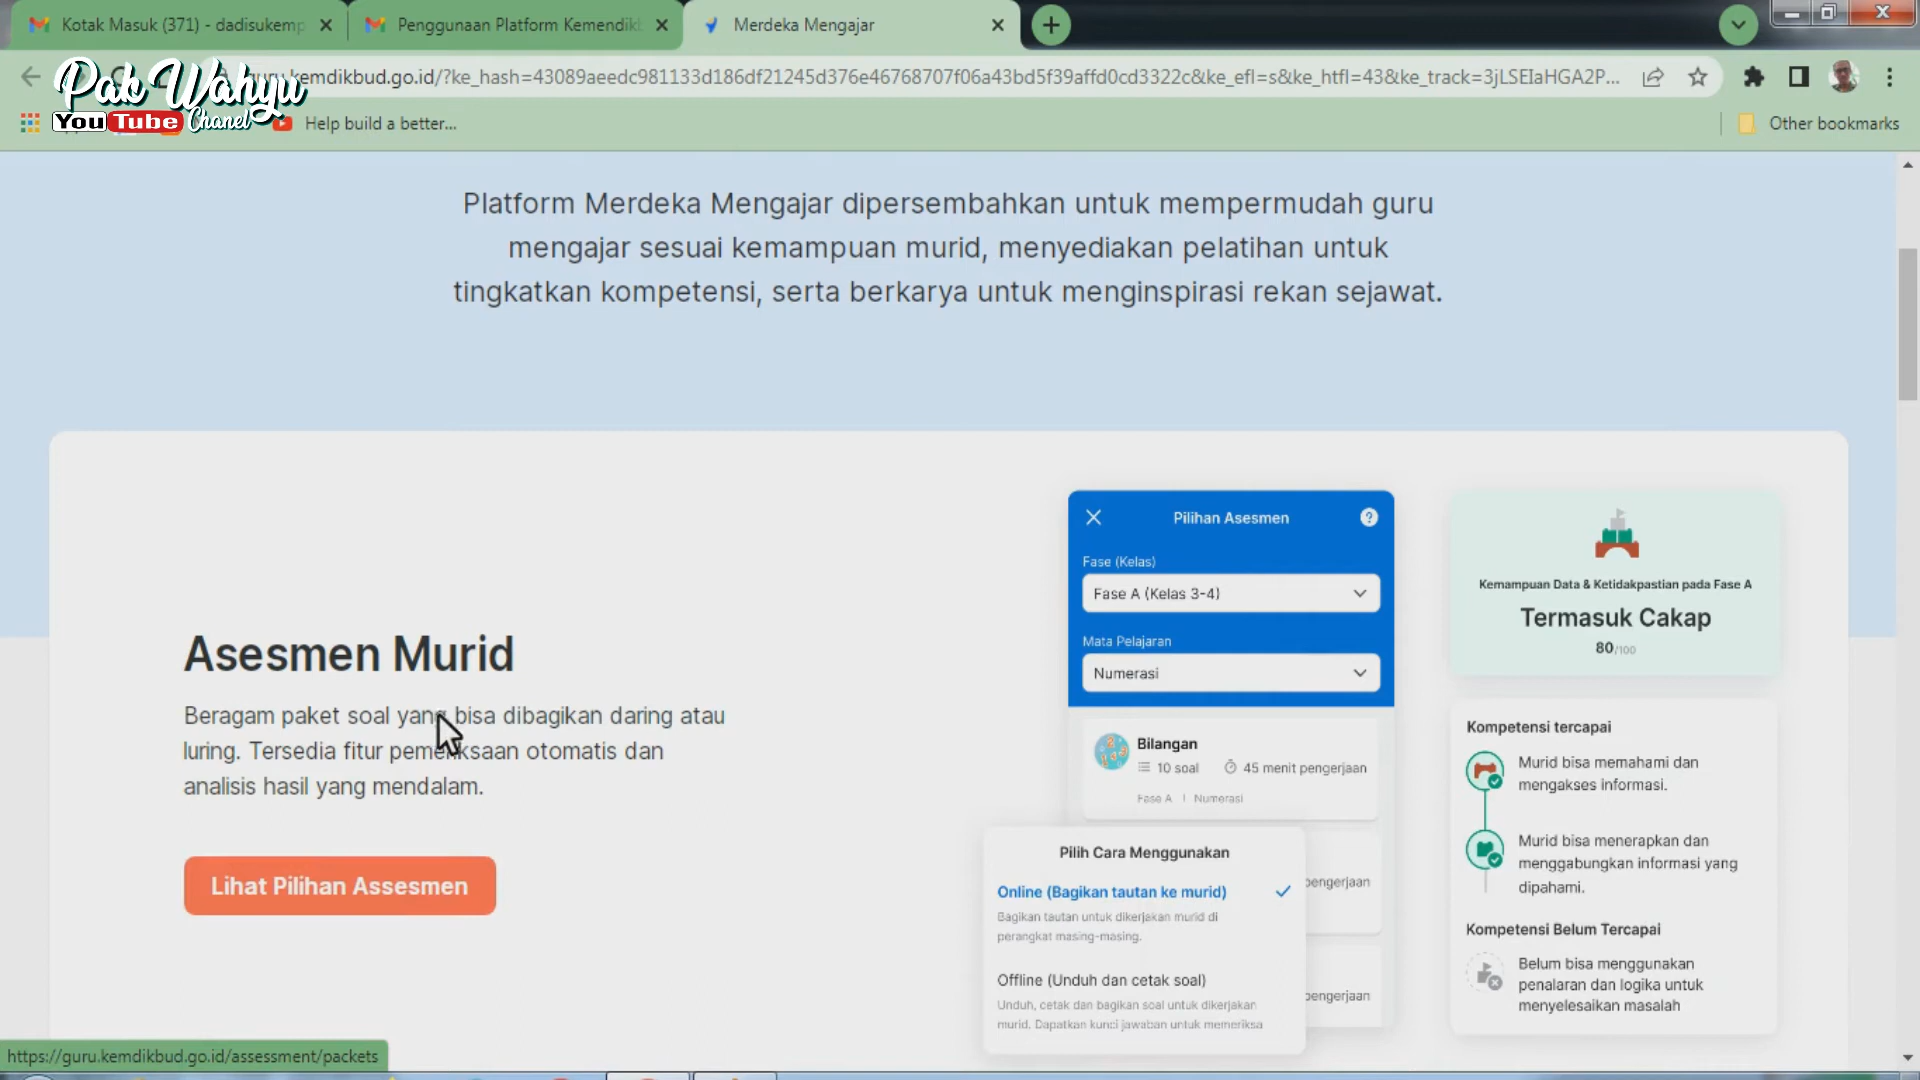 Kotak Masuk (371) - dadisukemp
Penggunaan Platform Kemendikb
Merdeka Mengajar
guru.kemdikbud.go.id/?ke_hash=43089aeedc981133d186df21245d376e46768707f06a43bd5f39affd0cd3322c&ke_efl=s&ke_htfl=43&ke_track=3jLSEIaHGA2P...
Pak Wahyu
YouTube Chanel
Help build a better...
Other bookmarks
Platform Merdeka Mengajar dipersembahkan untuk mempermudah guru
mengajar sesuai kemampuan murid, menyediakan pelatihan untuk
tingkatkan kompetensi, serta berkarya untuk menginspirasi rekan sejawat.
Asesmen Murid
Beragam paket soal yang bisa dibagikan daring atau
luring. Tersedia fitur pemeriksaan otomatis dan
analisis hasil yang mendalam.
Lihat Pilihan Assesmen
Pilihan Asesmen
Fase (Kelas)
Fase A (Kelas 3-4)
Mata Pelajaran
Numerasi
Bilangan
10 soal
45 menit pengerjaan
Fase A | Numerasi
pengerjaan
pengerjaan
Pilih Cara Menggunakan
Online (Bagikan tautan ke murid)
Bagikan tautan untuk dikerjakan murid di
perangkat masing-masing.
Offline (Unduh dan cetak soal)
Unduh, cetak dan bagikan soal untuk dikerjakan
murid. Dapatkan kunci jawaban untuk memeriksa
Kemampuan Data & Ketidakpastian pada Fase A
Termasuk Cakap
80/100
Kompetensi tercapai
Murid bisa memahami dan
mengakses informasi.
Murid bisa menerapkan dan
menggabungkan informasi yang
dipahami.
Kompetensi Belum Tercapai
Belum bisa menggunakan
penalaran dan logika untuk
menyelesaikan masalah
https://guru.kemdikbud.go.id/assessment/packets